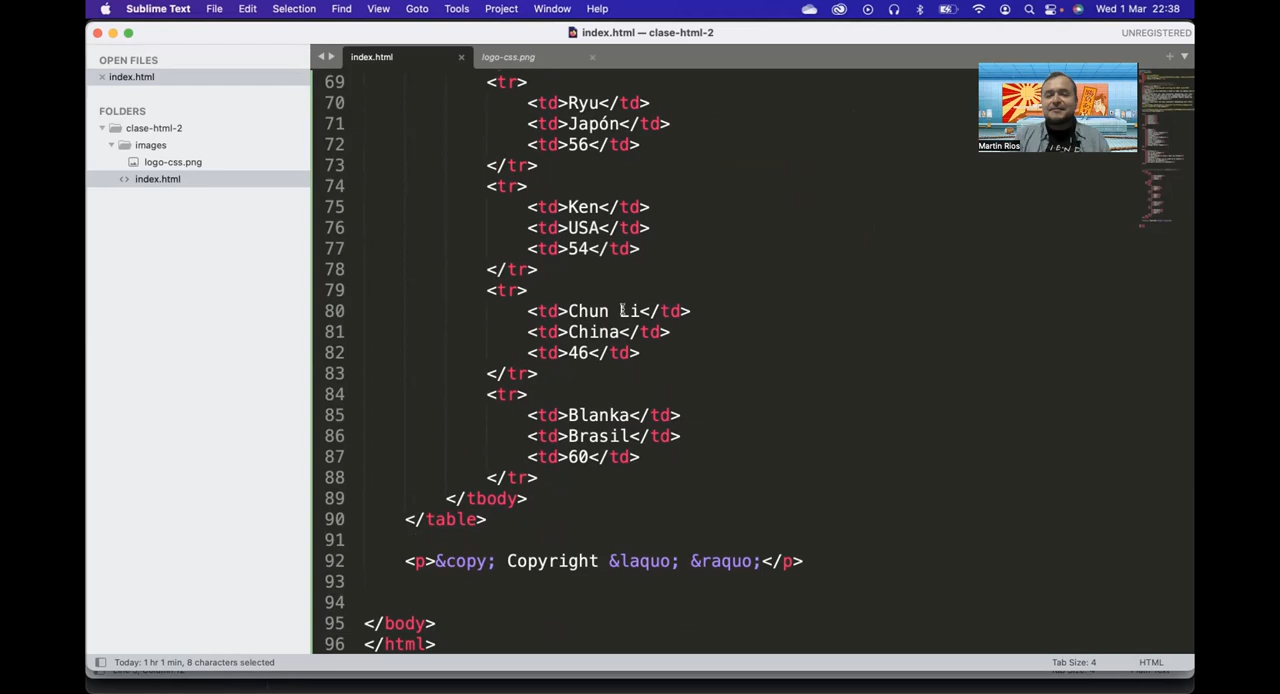 Sublime Text File Edit Selection Find View Goto Tools Project Window Help Wed 1 Mar 22:38
index.html — clase-html-2 UNREGISTERED
OPEN FILES
index.html
FOLDERS
clase-html-2
images
logo-css.png
index.html
index.html logo-css.png
69 <tr>
70 <td>Ryu</td>
71 <td>Japón</td>
72 <td>56</td>
73 </tr>
74 <tr>
75 <td>Ken</td>
76 <td>USA</td>
77 <td>54</td>
78 </tr>
79 <tr>
80 <td>Chun Li</td>
81 <td>China</td>
82 <td>46</td>
83 </tr>
84 <tr>
85 <td>Blanka</td>
86 <td>Brasil</td>
87 <td>60</td>
88 </tr>
89 </tbody>
90 </table>
91
92 <p>&copy; Copyright &laquo; &raquo;</p>
93
94
95 </body>
96 </html>
Martin Rios
Today: 1 hr 1 min, 8 characters selected Tab Size: 4 HTML